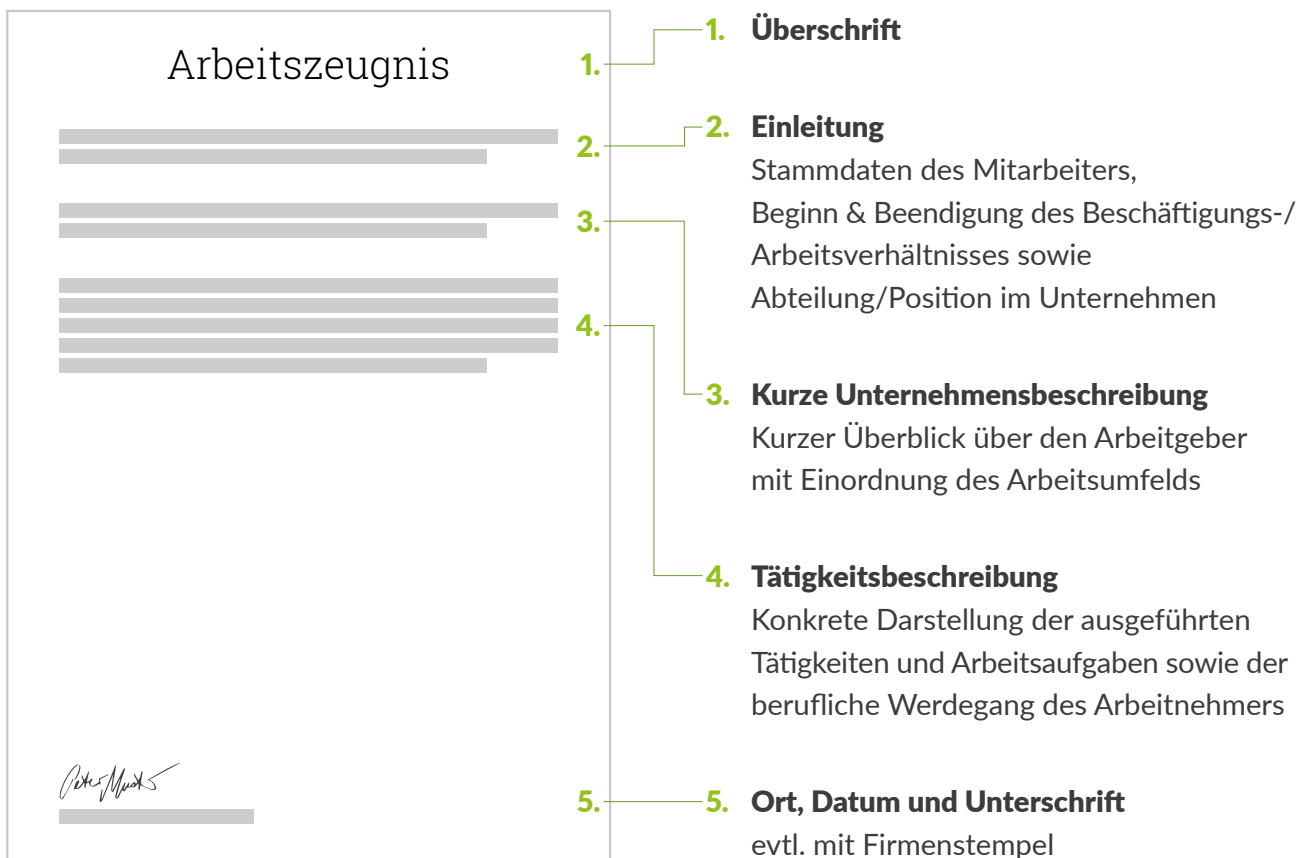 Arbeitszeugnis
1.
2.
3.
4.
5.
1. Überschrift
2. Einleitung
Stammdaten des Mitarbeiters,
Beginn & Beendigung des Beschäftigungs-/
Arbeitsverhältnisses sowie
Abteilung/Position im Unternehmen
3. Kurze Unternehmensbeschreibung
Kurzer Überblick über den Arbeitgeber
mit Einordnung des Arbeitsumfelds
4. Tätigkeitsbeschreibung
Konkrete Darstellung der ausgeführten
Tätigkeiten und Arbeitsaufgaben sowie der
berufliche Werdegang des Arbeitnehmers
5. Ort, Datum und Unterschrift
evtl. mit Firmenstempel